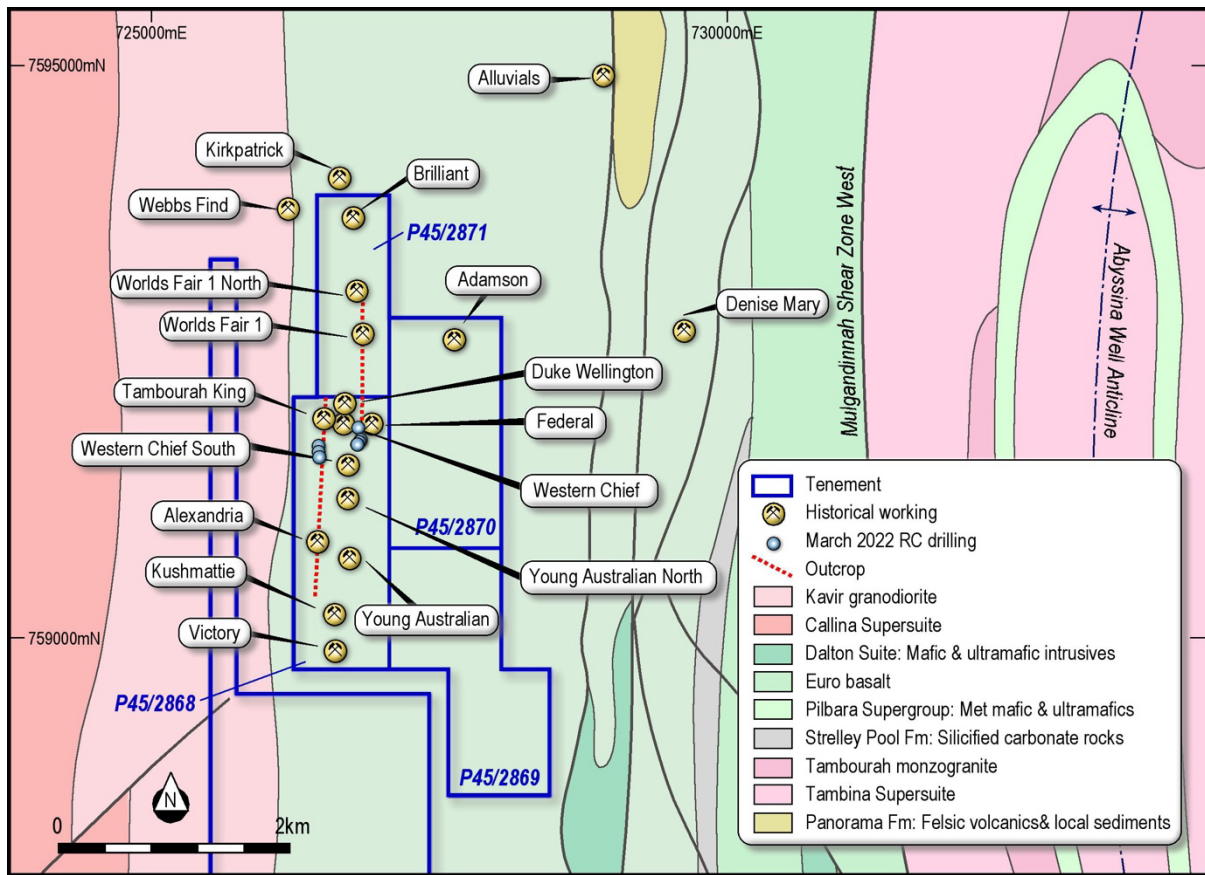 725000mE
730000mE
7595000mN
Alluvials
Kirkpatrick
Brilliant
Webbs Find
P45/2871
Worlds Fair 1 North
Adamson
Denise Mary
Worlds Fair 1
Duke Wellington
Tambourah King
Federal
Western Chief South
Western Chief
Alexandria
P45/2870
Kushmattie
Young Australian North
Young Australian
Victory
759000mN
P45/2868
P45/2869
Mulgandinnah Shear Zone West
Abyssina Well Anticline
N
0 2km
Tenement
Historical working
March 2022 RC drilling
Outcrop
Kavir granodiorite
Callina Supersuite
Dalton Suite: Mafic & ultramafic intrusives
Euro basalt
Pilbara Supergroup: Met mafic & ultramafics
Strelley Pool Fm: Silicified carbonate rocks
Tambourah monzogranite
Tambina Supersuite
Panorama Fm: Felsic volcanics& local sediments